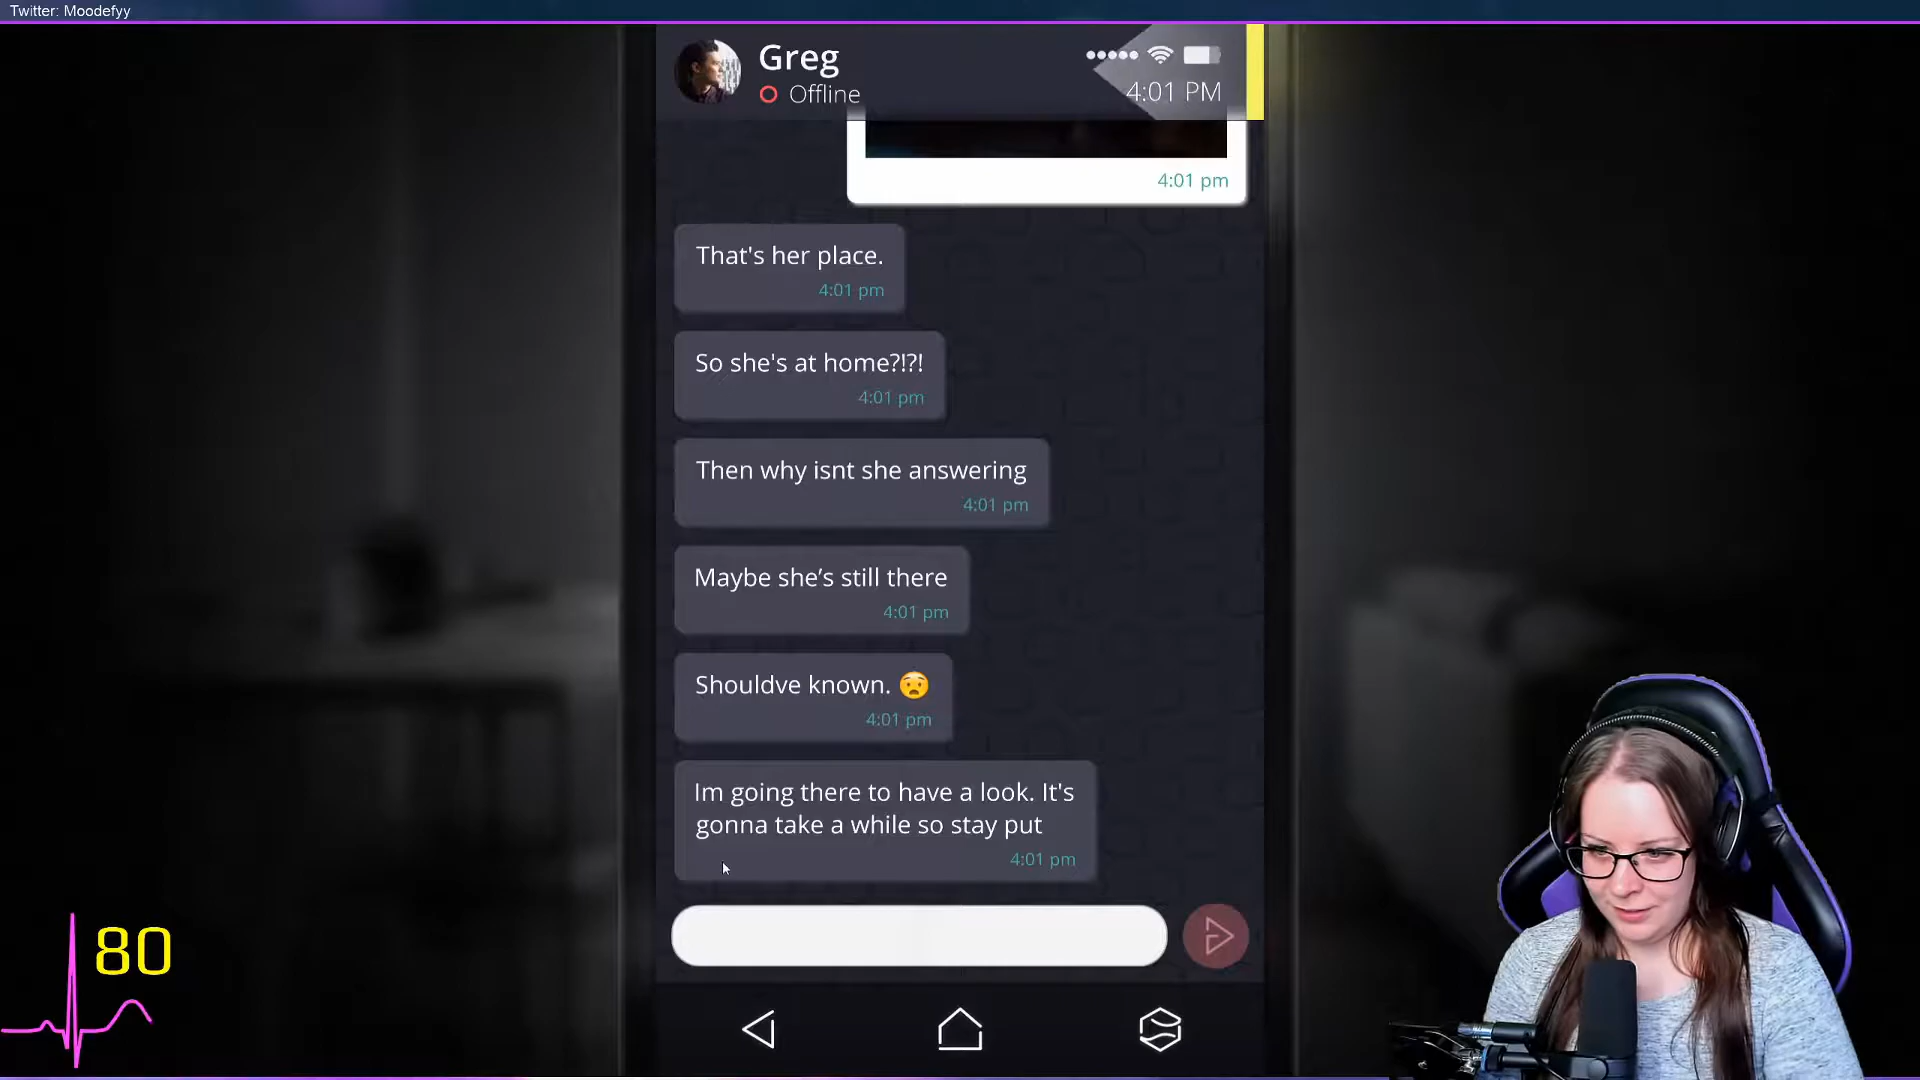 Twitter: Moodefyy
Greg
Offline
4:01 PM
4:01 pm
That's her place.
4:01 pm
So she's at home?!?!
4:01 pm
Then why isnt she answering
4:01 pm
Maybe she’s still there
4:01 pm
Shouldve known. 😧
4:01 pm
Im going there to have a look. It's
gonna take a while so stay put
4:01 pm
80